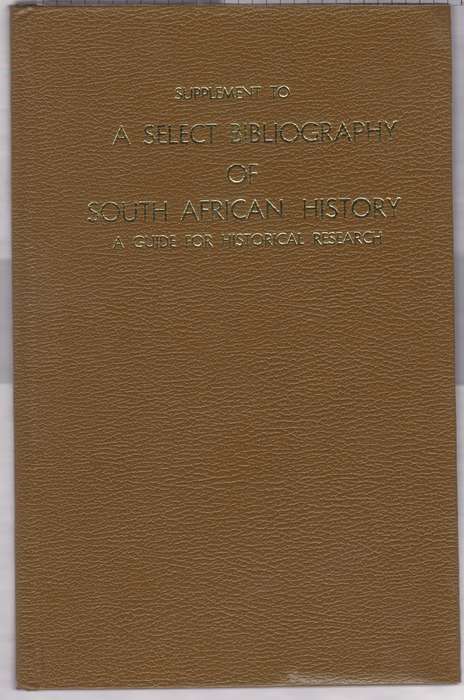 SUPPLEMENT TO
A SELECT BIBLIOGRAPHY
OF
SOUTH AFRICAN HISTORY
A GUIDE FOR HISTORICAL RESEARCH